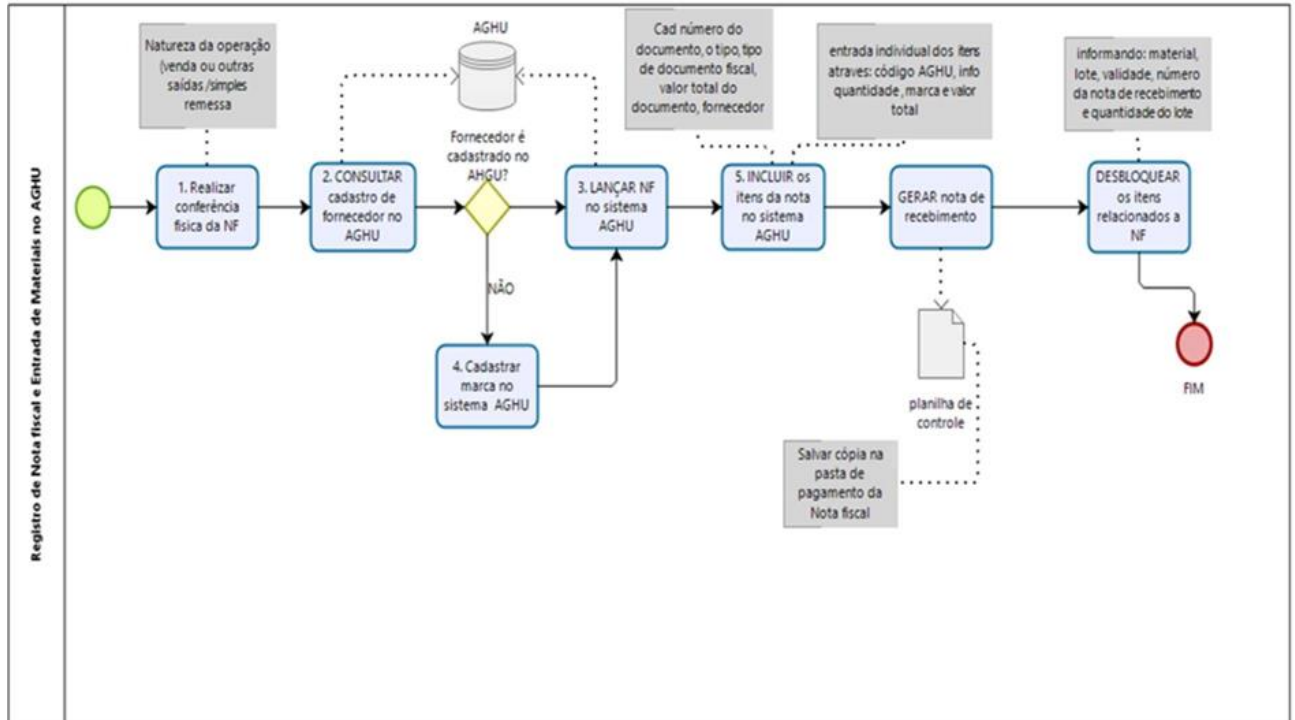 Registro de Nota fiscal e Entrada de Materiais no AGHU
Natureza da operação
(venda ou outras
saídas /simples
remessa
AGHU
Cad número do
documento, o tipo, tipo
de documento fiscal,
valor total do
documento, fornecedor
entrada individual dos itens
atraves: código AGHU, info
quantidade, marca e valor
total
informando: material,
lote, validade, número
da nota de recebimento
e quantidade do lote
1. Realizar
conferência
física da NF
2. CONSULTAR
cadastro de
fornecedor no
AGHU
Fornecedor é
cadastrado no
AHGU?
3. LANÇAR NF
no sistema
AGHU
5. INCLUIR os
itens da nota no
sistema AGHU
GERAR nota de
recebimento
DESBLOQUEAR
os itens
relacionados a
NF
NÃO
4. Cadastrar
marca no
sistema AGHU
planilha de
controle
FIM
Salvar cópia na
pasta de
pagamento da
Nota fiscal